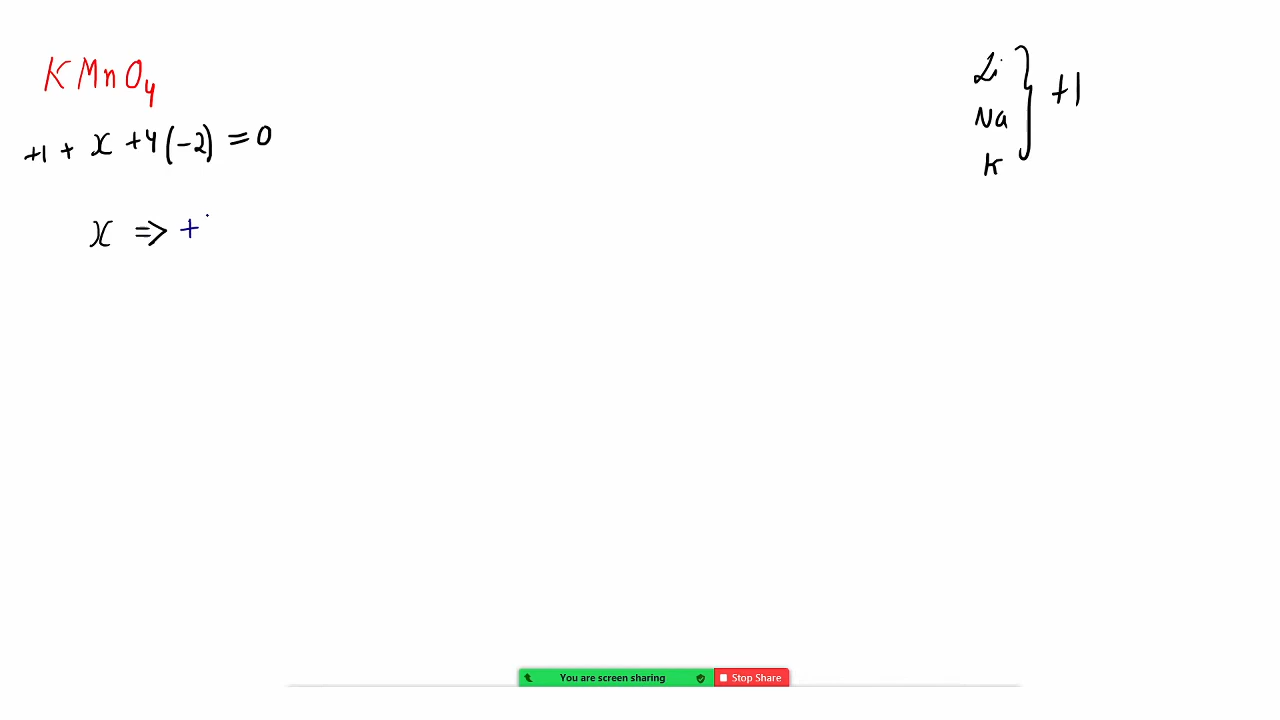 KMnO₄
+1 + x +4(-2) = 0
x ⇒ +
Li
Na
K
} +1
You are screen sharing
Stop Share